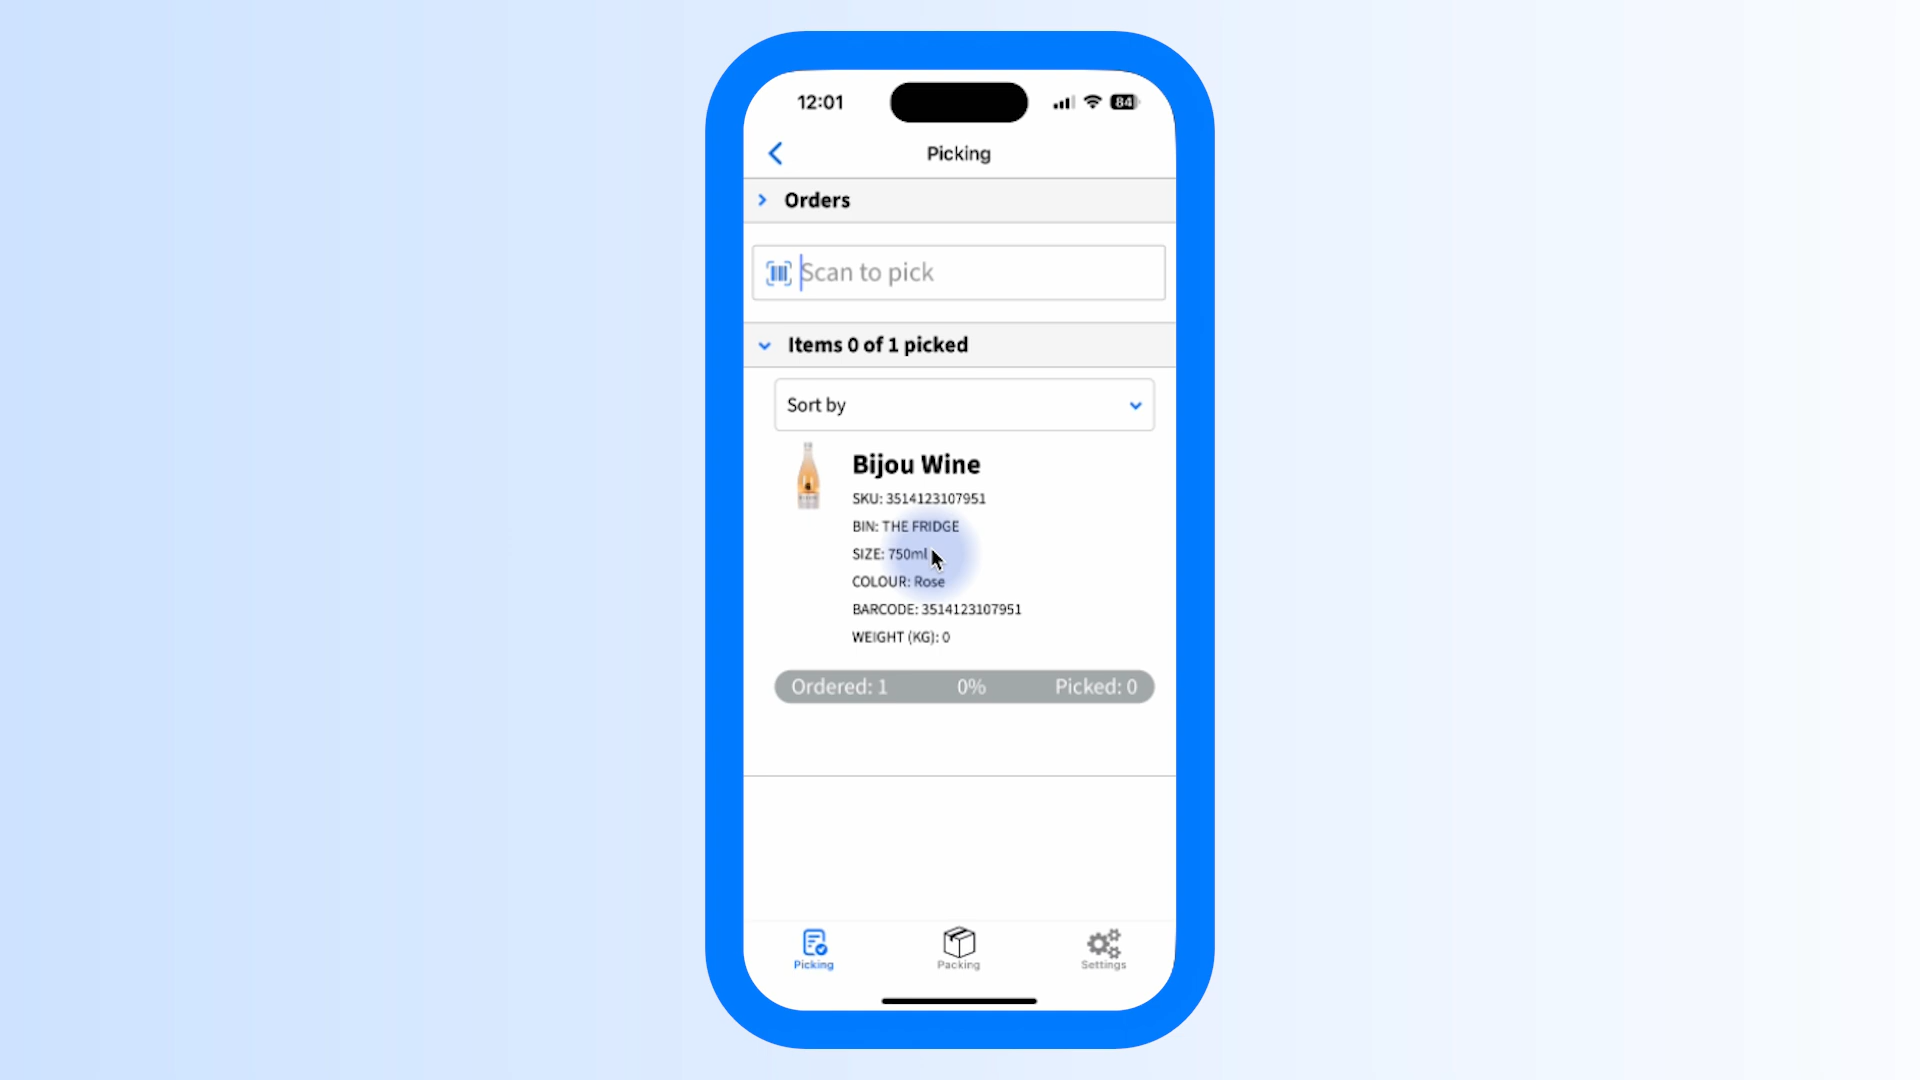 12:01
84
Picking
Orders
Scan to pick
Items 0 of 1 picked
Sort by
Bijou Wine
SKU: 3514123107951
BIN: THE FRIDGE
SIZE: 750ml
COLOUR: Rose
BARCODE: 3514123107951
WEIGHT (KG): 0
Ordered: 1 0% Picked: 0
Picking Packing Settings